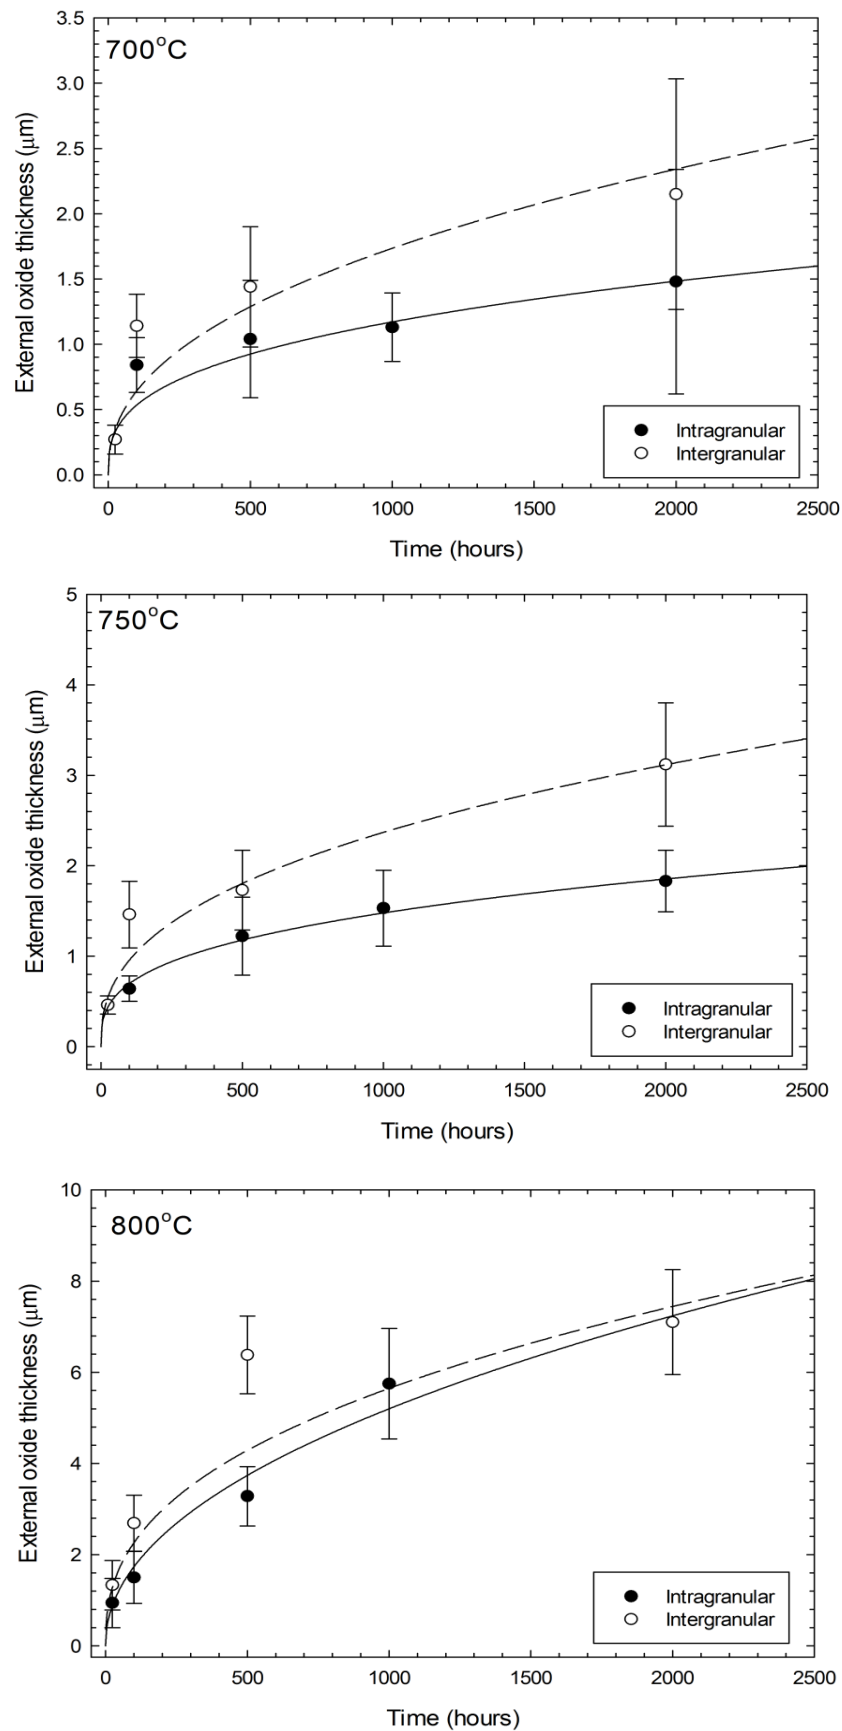 3.5
700°C
3.0
2.5
2.0
1.5
1.0
0.5
0.0
External oxide thickness (μm)
Intragranular
Intergranular
0 500 1000 1500 2000 2500
Time (hours)
5
750°C
4
3
2
1
0
External oxide thickness (μm)
Intragranular
Intergranular
0 500 1000 1500 2000 2500
Time (hours)
10
800°C
8
6
4
2
0
External oxide thickness (μm)
Intragranular
Intergranular
0 500 1000 1500 2000 2500
Time (hours)